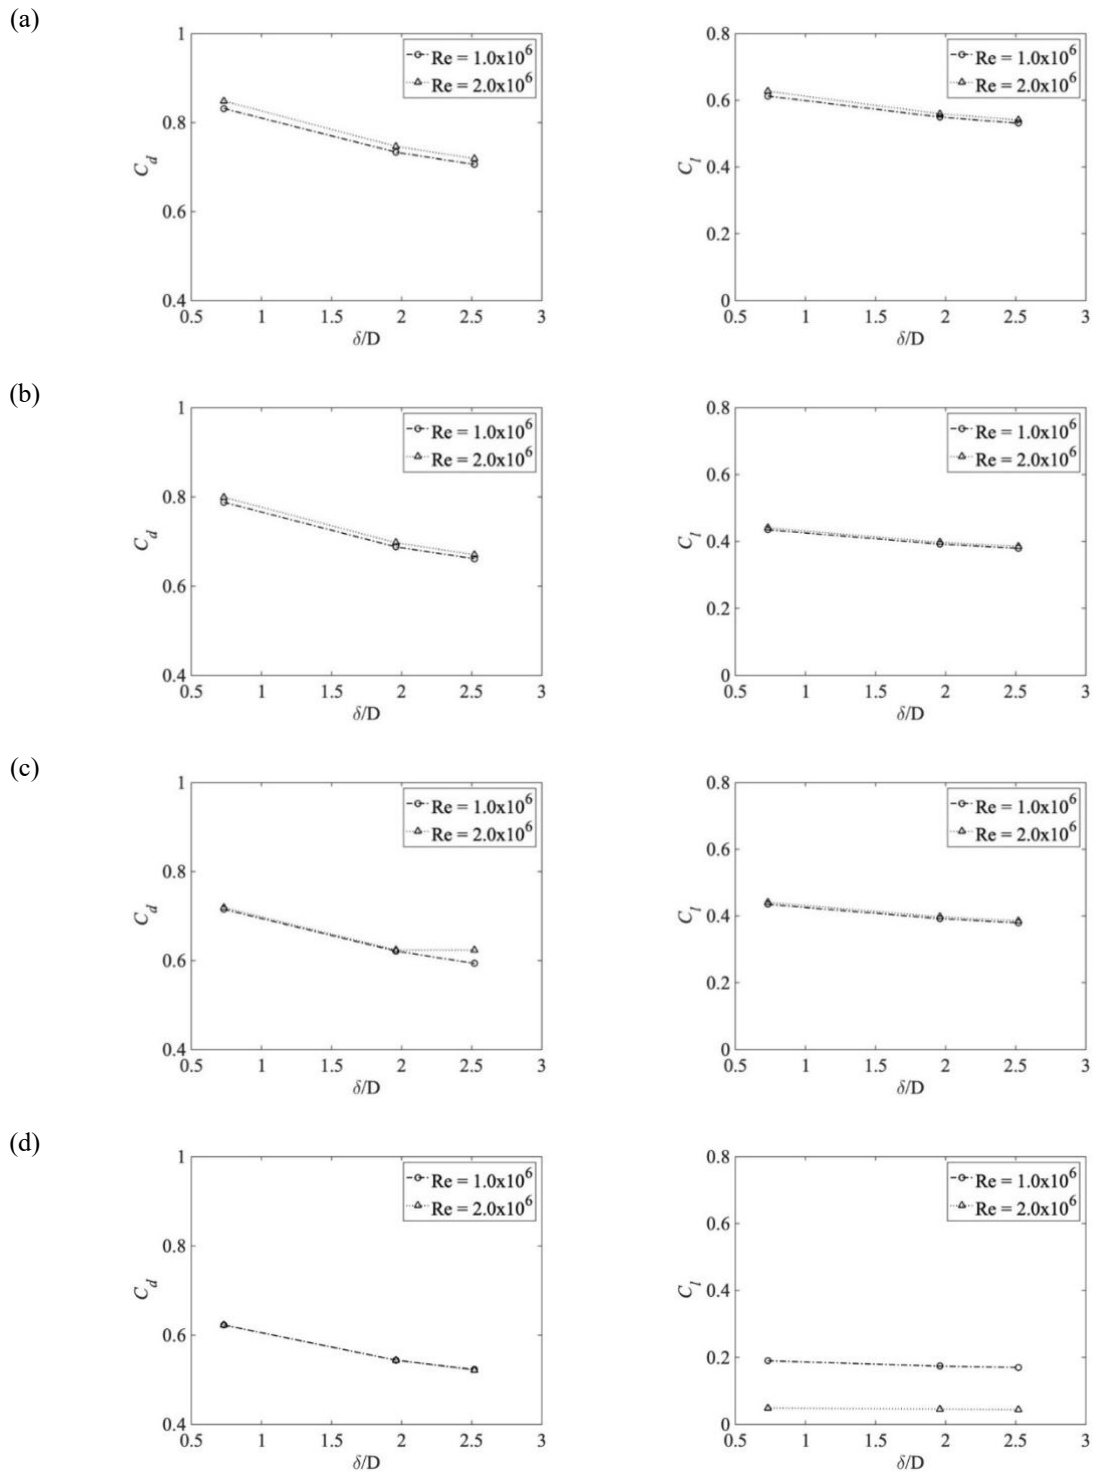 (a)
1
0.8
0.6
0.4
C_d
0.5 1 1.5 2 2.5 3
δ/D
Re = 1.0x10^6
Re = 2.0x10^6
0.8
0.6
0.4
0.2
0
C_l
0.5 1 1.5 2 2.5 3
δ/D
Re = 1.0x10^6
Re = 2.0x10^6
(b)
1
0.8
0.6
0.4
C_d
0.5 1 1.5 2 2.5 3
δ/D
Re = 1.0x10^6
Re = 2.0x10^6
0.8
0.6
0.4
0.2
0
C_l
0.5 1 1.5 2 2.5 3
δ/D
Re = 1.0x10^6
Re = 2.0x10^6
(c)
1
0.8
0.6
0.4
C_d
0.5 1 1.5 2 2.5 3
δ/D
Re = 1.0x10^6
Re = 2.0x10^6
0.8
0.6
0.4
0.2
0
C_l
0.5 1 1.5 2 2.5 3
δ/D
Re = 1.0x10^6
Re = 2.0x10^6
(d)
1
0.8
0.6
0.4
C_d
0.5 1 1.5 2 2.5 3
δ/D
Re = 1.0x10^6
Re = 2.0x10^6
0.8
0.6
0.4
0.2
0
C_l
0.5 1 1.5 2 2.5 3
δ/D
Re = 1.0x10^6
Re = 2.0x10^6